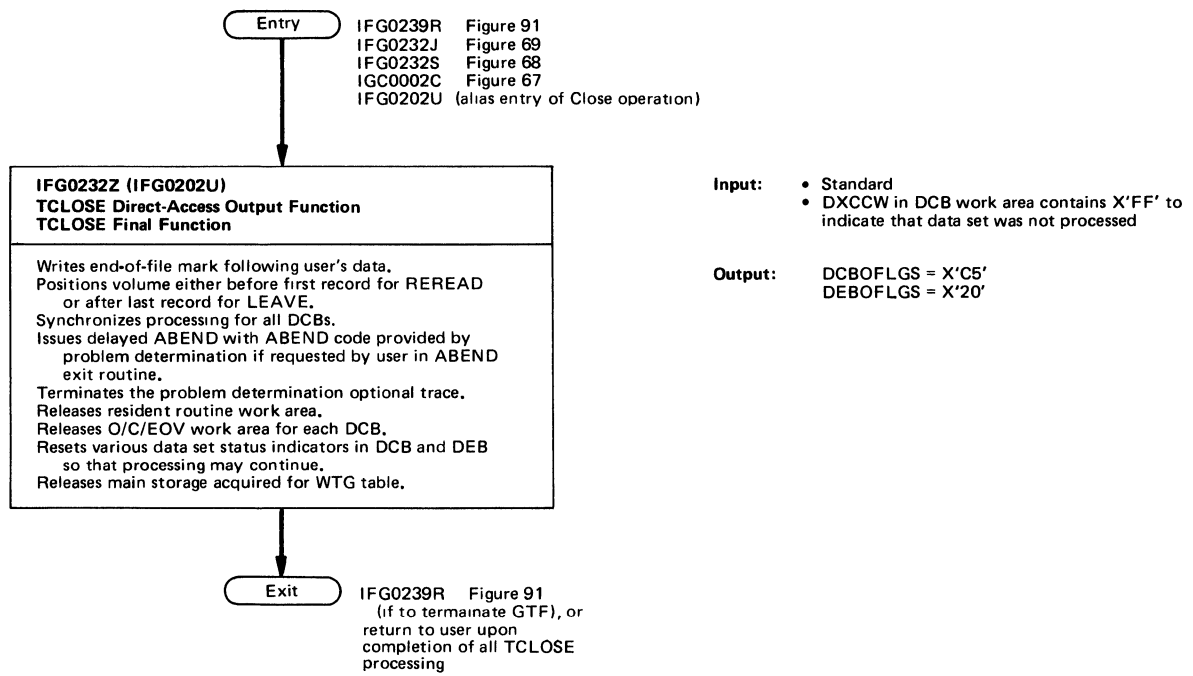 Entry
IFG0239R Figure 91
IFG0232J Figure 69
IFG0232S Figure 68
IGC0002C Figure 67
IFG0202U (alias entry of Close operation)
IFG0232Z (IFG0202U)
TCLOSE Direct-Access Output Function
TCLOSE Final Function
Writes end-of-file mark following user's data.
Positions volume either before first record for REREAD
or after last record for LEAVE.
Synchronizes processing for all DCBs.
Issues delayed ABEND with ABEND code provided by
problem determination if requested by user in ABEND
exit routine.
Terminates the problem determination optional trace.
Releases resident routine work area.
Releases O/C/EOV work area for each DCB.
Resets various data set status indicators in DCB and DEB
so that processing may continue.
Releases main storage acquired for WTG table.
Input: • Standard
• DXCCW in DCB work area contains X'FF' to
indicate that data set was not processed
Output: DCBOFLGS = X'C5'
DEBOFLGS = X'20'
Exit
IFG0239R Figure 91
(if to termainate GTF), or
return to user upon
completion of all TCLOSE
processing